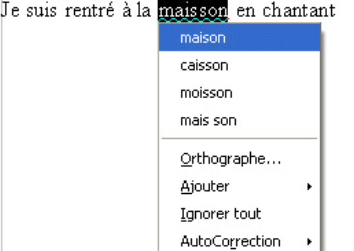 Je suis rentré à la maisson en chantant
maison
caisson
moisson
mais son
Orthographe...
Ajouter
Ignorer tout
AutoCorrection